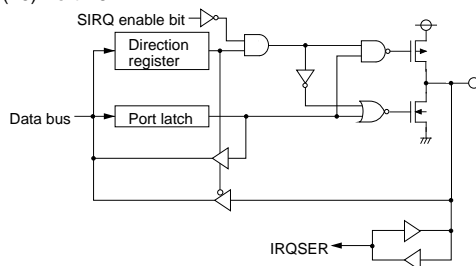 SIRQ enable bit
Direction
register
Data bus
Port latch
IRQSER